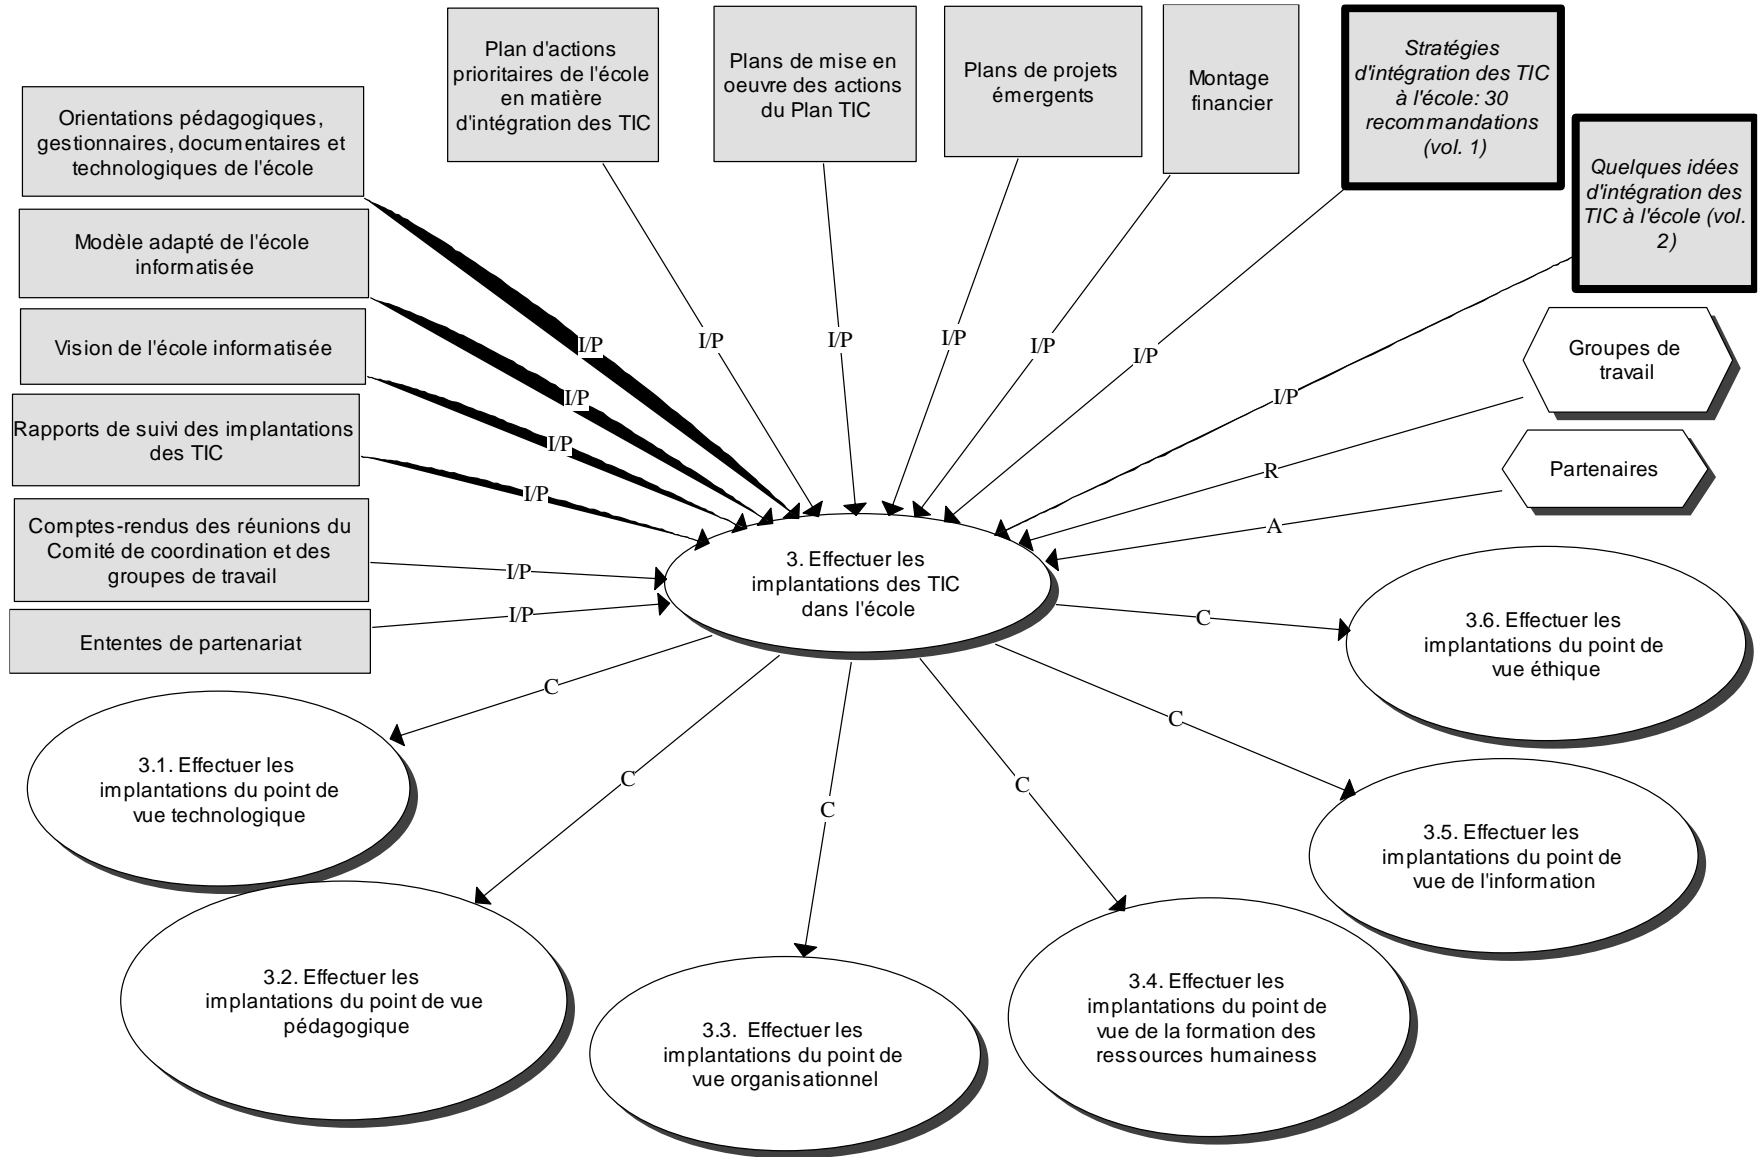 Plan d'actions
prioritaires de l'école
en matière
d'intégration des TIC
Plans de mise en
oeuvre des actions
du Plan TIC
Plans de projets
émergents
Montage
financier
Stratégies
d'intégration des TIC
à l'école: 30
recommandations
(vol. 1)
Quelques idées
d'intégration des
TIC à l'école (vol.
2)
Orientations pédagogiques,
gestionnaires, documentaires et
technologiques de l'école
Modèle adapté de l'école
informatisée
Vision de l'école informatisée
Rapports de suivi des implantations
des TIC
Comptes-rendus des réunions du
Comité de coordination et des
groupes de travail
Ententes de partenariat
Groupes de
travail
Partenaires
I/P
I/P
I/P
I/P
I/P
I/P
I/P
I/P
I/P
I/P
I/P
I/P
I/P
R
A
3. Effectuer les
implantations des TIC
dans l'école
C
C
C
C
C
C
3.6. Effectuer les
implantations du point de
vue éthique
3.1. Effectuer les
implantations du point de
vue technologique
3.5. Effectuer les
implantations du point de
vue de l'information
3.2. Effectuer les
implantations du point de vue
pédagogique
3.3. Effectuer les
implantations du point de
vue organisationnel
3.4. Effectuer les
implantations du point de
vue de la formation des
ressources humainess